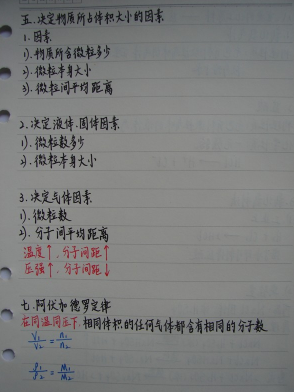 五.决定物质所占体积大小的因素
1.因素
1).物质所含微粒多少
2).微粒本身大小
3).微粒间平均距离
2.决定液体.固体因素
1).微粒数多少
2).微粒本身大小
3.决定气体因素
1).微粒数
2).分子间平均距离
温度↑.分子间距↑
压强↑.分子间距↓
七.阿伏加德罗定律
在同温同压下,相同体积的任何气体都含有相同的分子数
V₁/V₂ = n₁/n₂
ρ₁/ρ₂ = M₁/M₂